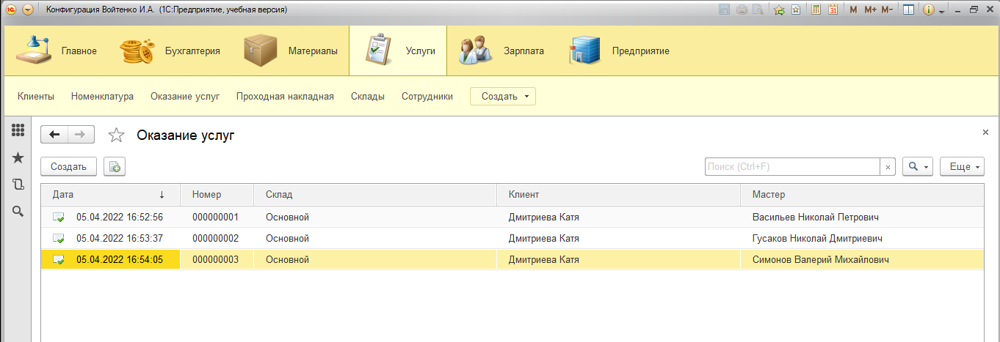 Конфигурация Войтенко И.А. (1С:Предприятие, учебная версия)
M M+ M-
Главное Бухгалтерия Материалы Услуги Зарплата Предприятие
Клиенты Номенклатура Оказание услуг Проходная накладная Склады Сотрудники Создать
Оказание услуг
Создать Поиск (Ctrl+F) × Еще
Дата ↓ Номер Склад Клиент Мастер
05.04.2022 16:52:56 000000001 Основной Дмитриева Катя Васильев Николай Петрович
05.04.2022 16:53:37 000000002 Основной Дмитриева Катя Гусаков Николай Дмитриевич
05.04.2022 16:54:05 000000003 Основной Дмитриева Катя Симонов Валерий Михайлович